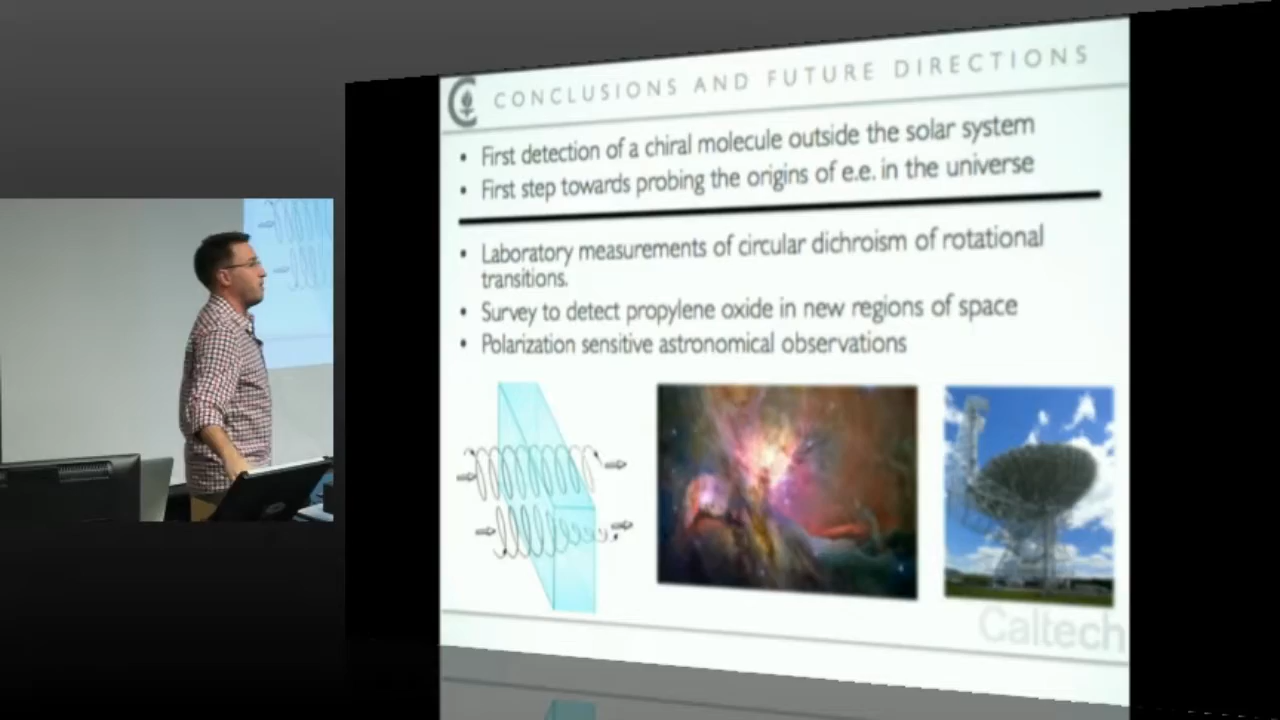 CONCLUSIONS AND FUTURE DIRECTIONS
• First detection of a chiral molecule outside the solar system
• First step towards probing the origins of e.e. in the universe
• Laboratory measurements of circular dichroism of rotational
transitions.
• Survey to detect propylene oxide in new regions of space
• Polarization sensitive astronomical observations
Caltech